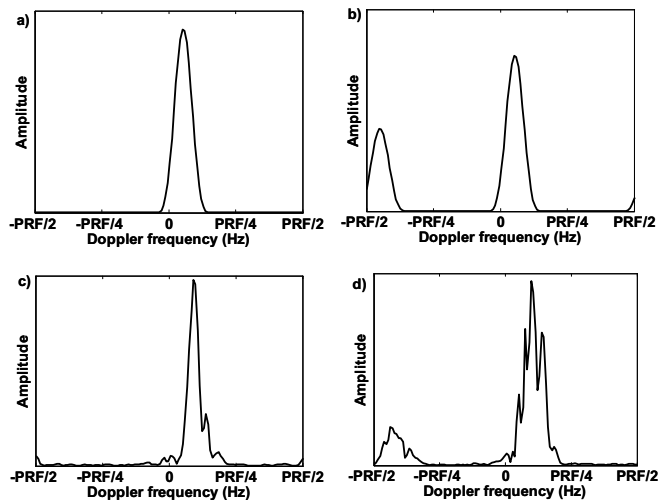 a)
Amplitude
-PRF/2 -PRF/4 0 PRF/4 PRF/2
Doppler frequency (Hz)
b)
Amplitude
-PRF/2 -PRF/4 0 PRF/4 PRF/2
Doppler frequency (Hz)
c)
Amplitude
-PRF/2 -PRF/4 0 PRF/4 PRF/2
Doppler frequency (Hz)
d)
Amplitude
-PRF/2 -PRF/4 0 PRF/4 PRF/2
Doppler frequency (Hz)